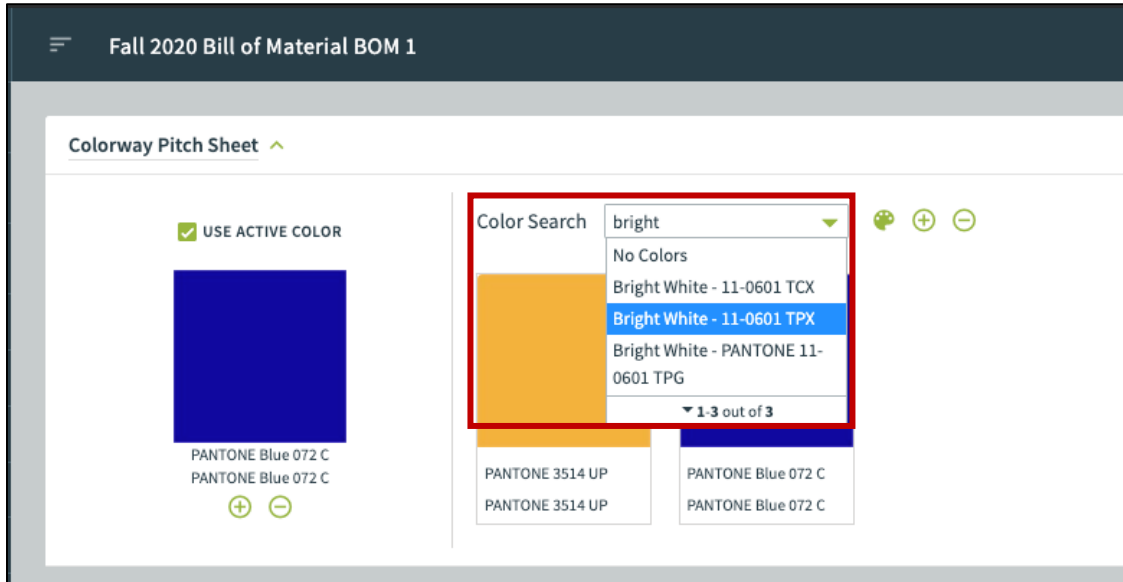 Fall 2020 Bill of Material BOM 1
Colorway Pitch Sheet
USE ACTIVE COLOR
PANTONE Blue 072 C
PANTONE Blue 072 C
Color Search
bright
No Colors
Bright White - 11-0601 TCX
Bright White - 11-0601 TPX
Bright White - PANTONE 11-
0601 TPG
1-3 out of 3
PANTONE 3514 UP
PANTONE 3514 UP
PANTONE Blue 072 C
PANTONE Blue 072 C